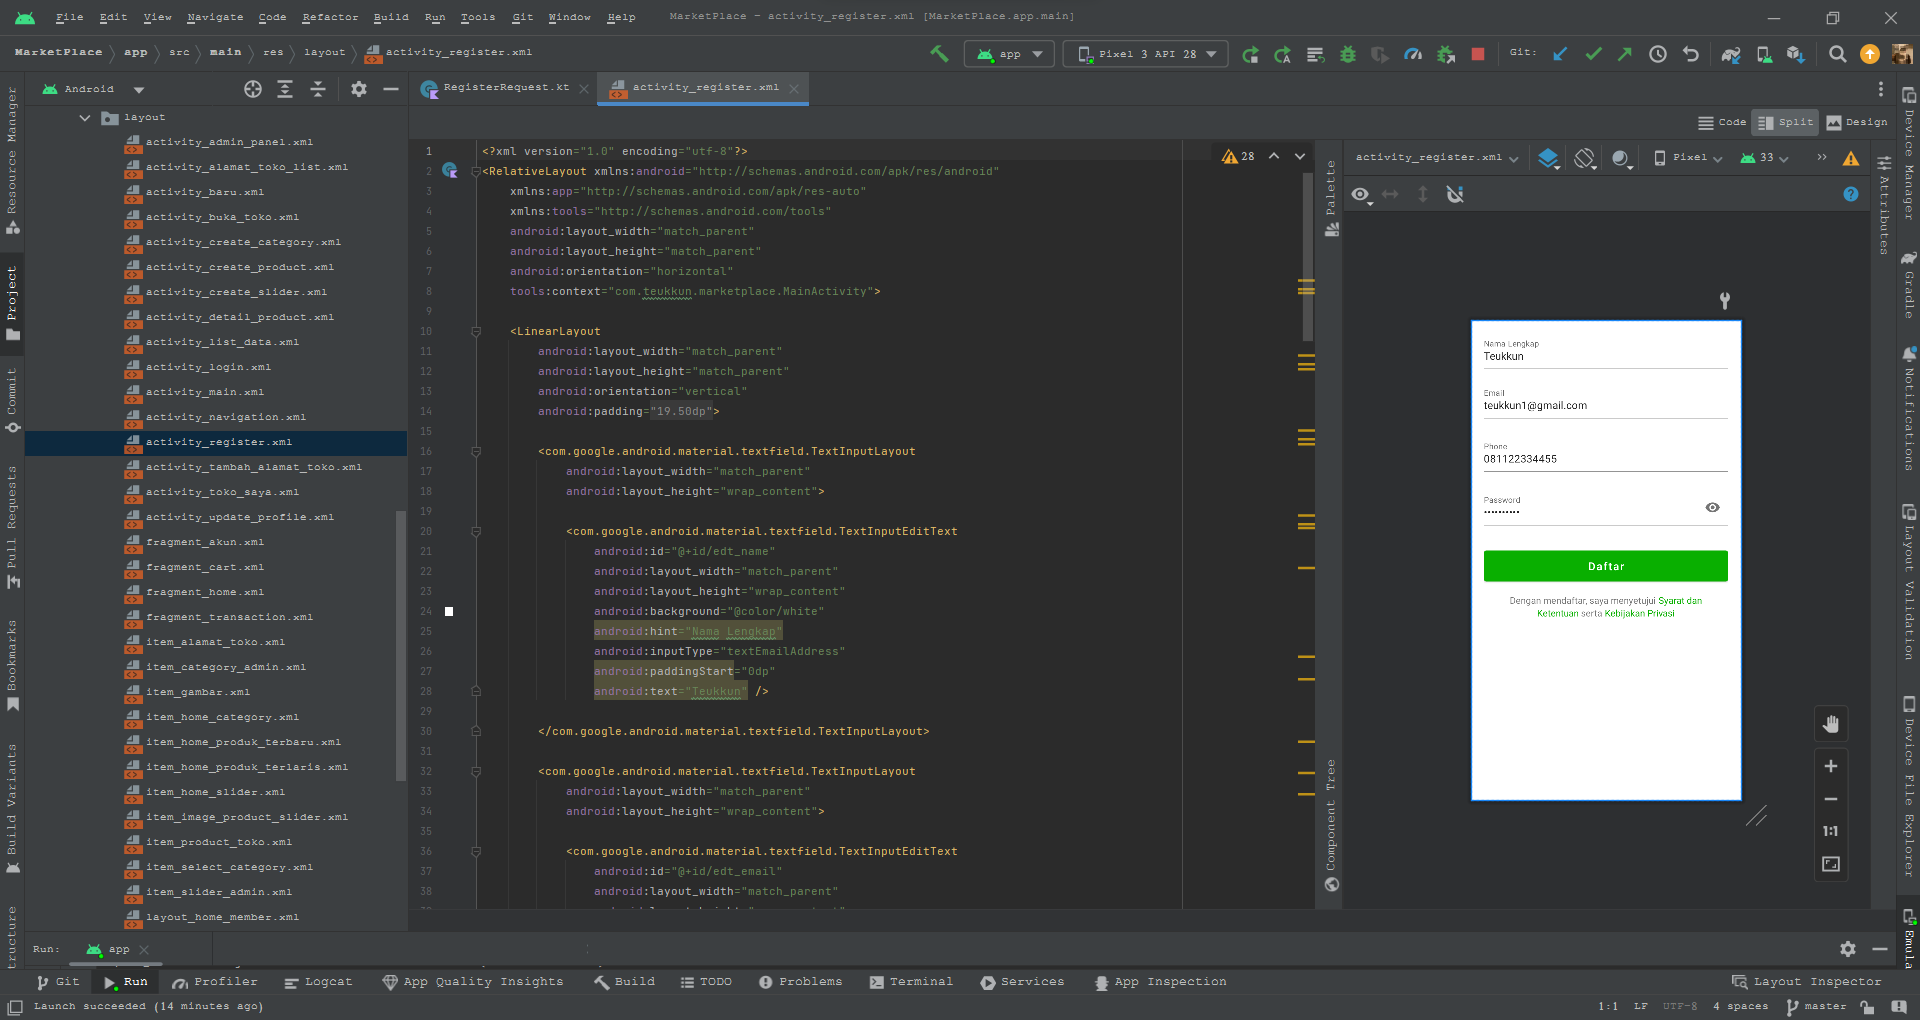 File Edit View Navigate Code Refactor Build Run Tools Git Window Help MarketPlace – activity_register.xml [MarketPlace.app.main]
MarketPlace app src main res layout activity_register.xml app Pixel 3 API 28 Git:
Android
RegisterRequest.kt activity_register.xml
Code Split Design
Resource Manager
Project
Commit
Pull Requests
Bookmarks
Build Variants
tructure
layout
activity_admin_panel.xml
activity_alamat_toko_list.xml
activity_baru.xml
activity_buka_toko.xml
activity_create_category.xml
activity_create_product.xml
activity_create_slider.xml
activity_detail_product.xml
activity_list_data.xml
activity_login.xml
activity_main.xml
activity_navigation.xml
activity_register.xml
activity_tambah_alamat_toko.xml
activity_toko_saya.xml
activity_update_profile.xml
fragment_akun.xml
fragment_cart.xml
fragment_home.xml
fragment_transaction.xml
item_alamat_toko.xml
item_category_admin.xml
item_gambar.xml
item_home_category.xml
item_home_produk_terbaru.xml
item_home_produk_terlaris.xml
item_home_slider.xml
item_image_product_slider.xml
item_product_toko.xml
item_select_category.xml
item_slider_admin.xml
layout_home_member.xml
28
1 <?xml version="1.0" encoding="utf-8"?>
2 <RelativeLayout xmlns:android="http://schemas.android.com/apk/res/android"
3 xmlns:app="http://schemas.android.com/apk/res-auto"
4 xmlns:tools="http://schemas.android.com/tools"
5 android:layout_width="match_parent"
6 android:layout_height="match_parent"
7 android:orientation="horizontal"
8 tools:context="com.teukkun.marketplace.MainActivity">
9
10 <LinearLayout
11 android:layout_width="match_parent"
12 android:layout_height="match_parent"
13 android:orientation="vertical"
14 android:padding="19.50dp">
15
16 <com.google.android.material.textfield.TextInputLayout
17 android:layout_width="match_parent"
18 android:layout_height="wrap_content">
19
20 <com.google.android.material.textfield.TextInputEditText
21 android:id="@+id/edt_name"
22 android:layout_width="match_parent"
23 android:layout_height="wrap_content"
24 android:background="@color/white"
25 android:hint="Nama Lengkap"
26 android:inputType="textEmailAddress"
27 android:paddingStart="0dp"
28 android:text="Teukkun" />
29
30 </com.google.android.material.textfield.TextInputLayout>
31
32 <com.google.android.material.textfield.TextInputLayout
33 android:layout_width="match_parent"
34 android:layout_height="wrap_content">
35
36 <com.google.android.material.textfield.TextInputEditText
37 android:id="@+id/edt_email"
38 android:layout_width="match_parent"
Palette
Component Tree
activity_register.xml Pixel 33 »
Nama Lengkap
Teukkun
Email
teukkun1@gmail.com
Phone
081122334455
Password
••••••••••
Daftar
Dengan mendaftar, saya menyetujui Syarat dan
Ketentuan serta Kebijakan Privasi
1:1
Attributes
Device Manager
Gradle
Notifications
Layout Validation
Device File Explorer
Emula
Run: app
Git Run Profiler Logcat App Quality Insights Build TODO Problems Terminal Services App Inspection Layout Inspector
Launch succeeded (14 minutes ago) 1:1 LF UTF-8 4 spaces master